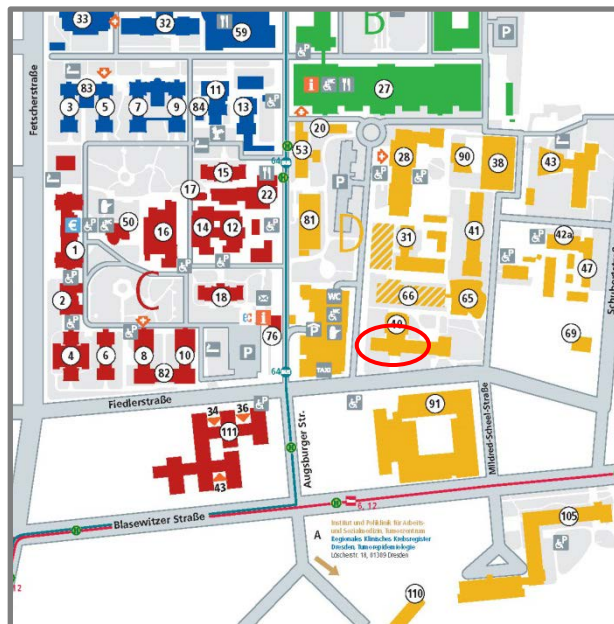 33
32
59
B
P
83
3
5
7
9
84
11
13
i
27
Fetscherstraße
20
53
64
28
90
38
43
P
15
17
22
50
16
14
12
81
D
31
41
42a
47
€
1
C
2
18
66
65
WC
40
69
76
i
P
4
6
8
10
82
64
TAXI
Fiedlerstraße
34
36
111
43
Augsburger Str.
91
Mildred-Scheel-Straße
Schubertst
6, 12
Blasewitzer Straße
A
Institut und Poliklinik für Arbeits-
und Sozialmedizin, Tumorzentrum
Regionales Klinisches Krebsregister
Dresden, Tumorepidemiologie
Löscherstr. 18, 01309 Dresden
105
12
110